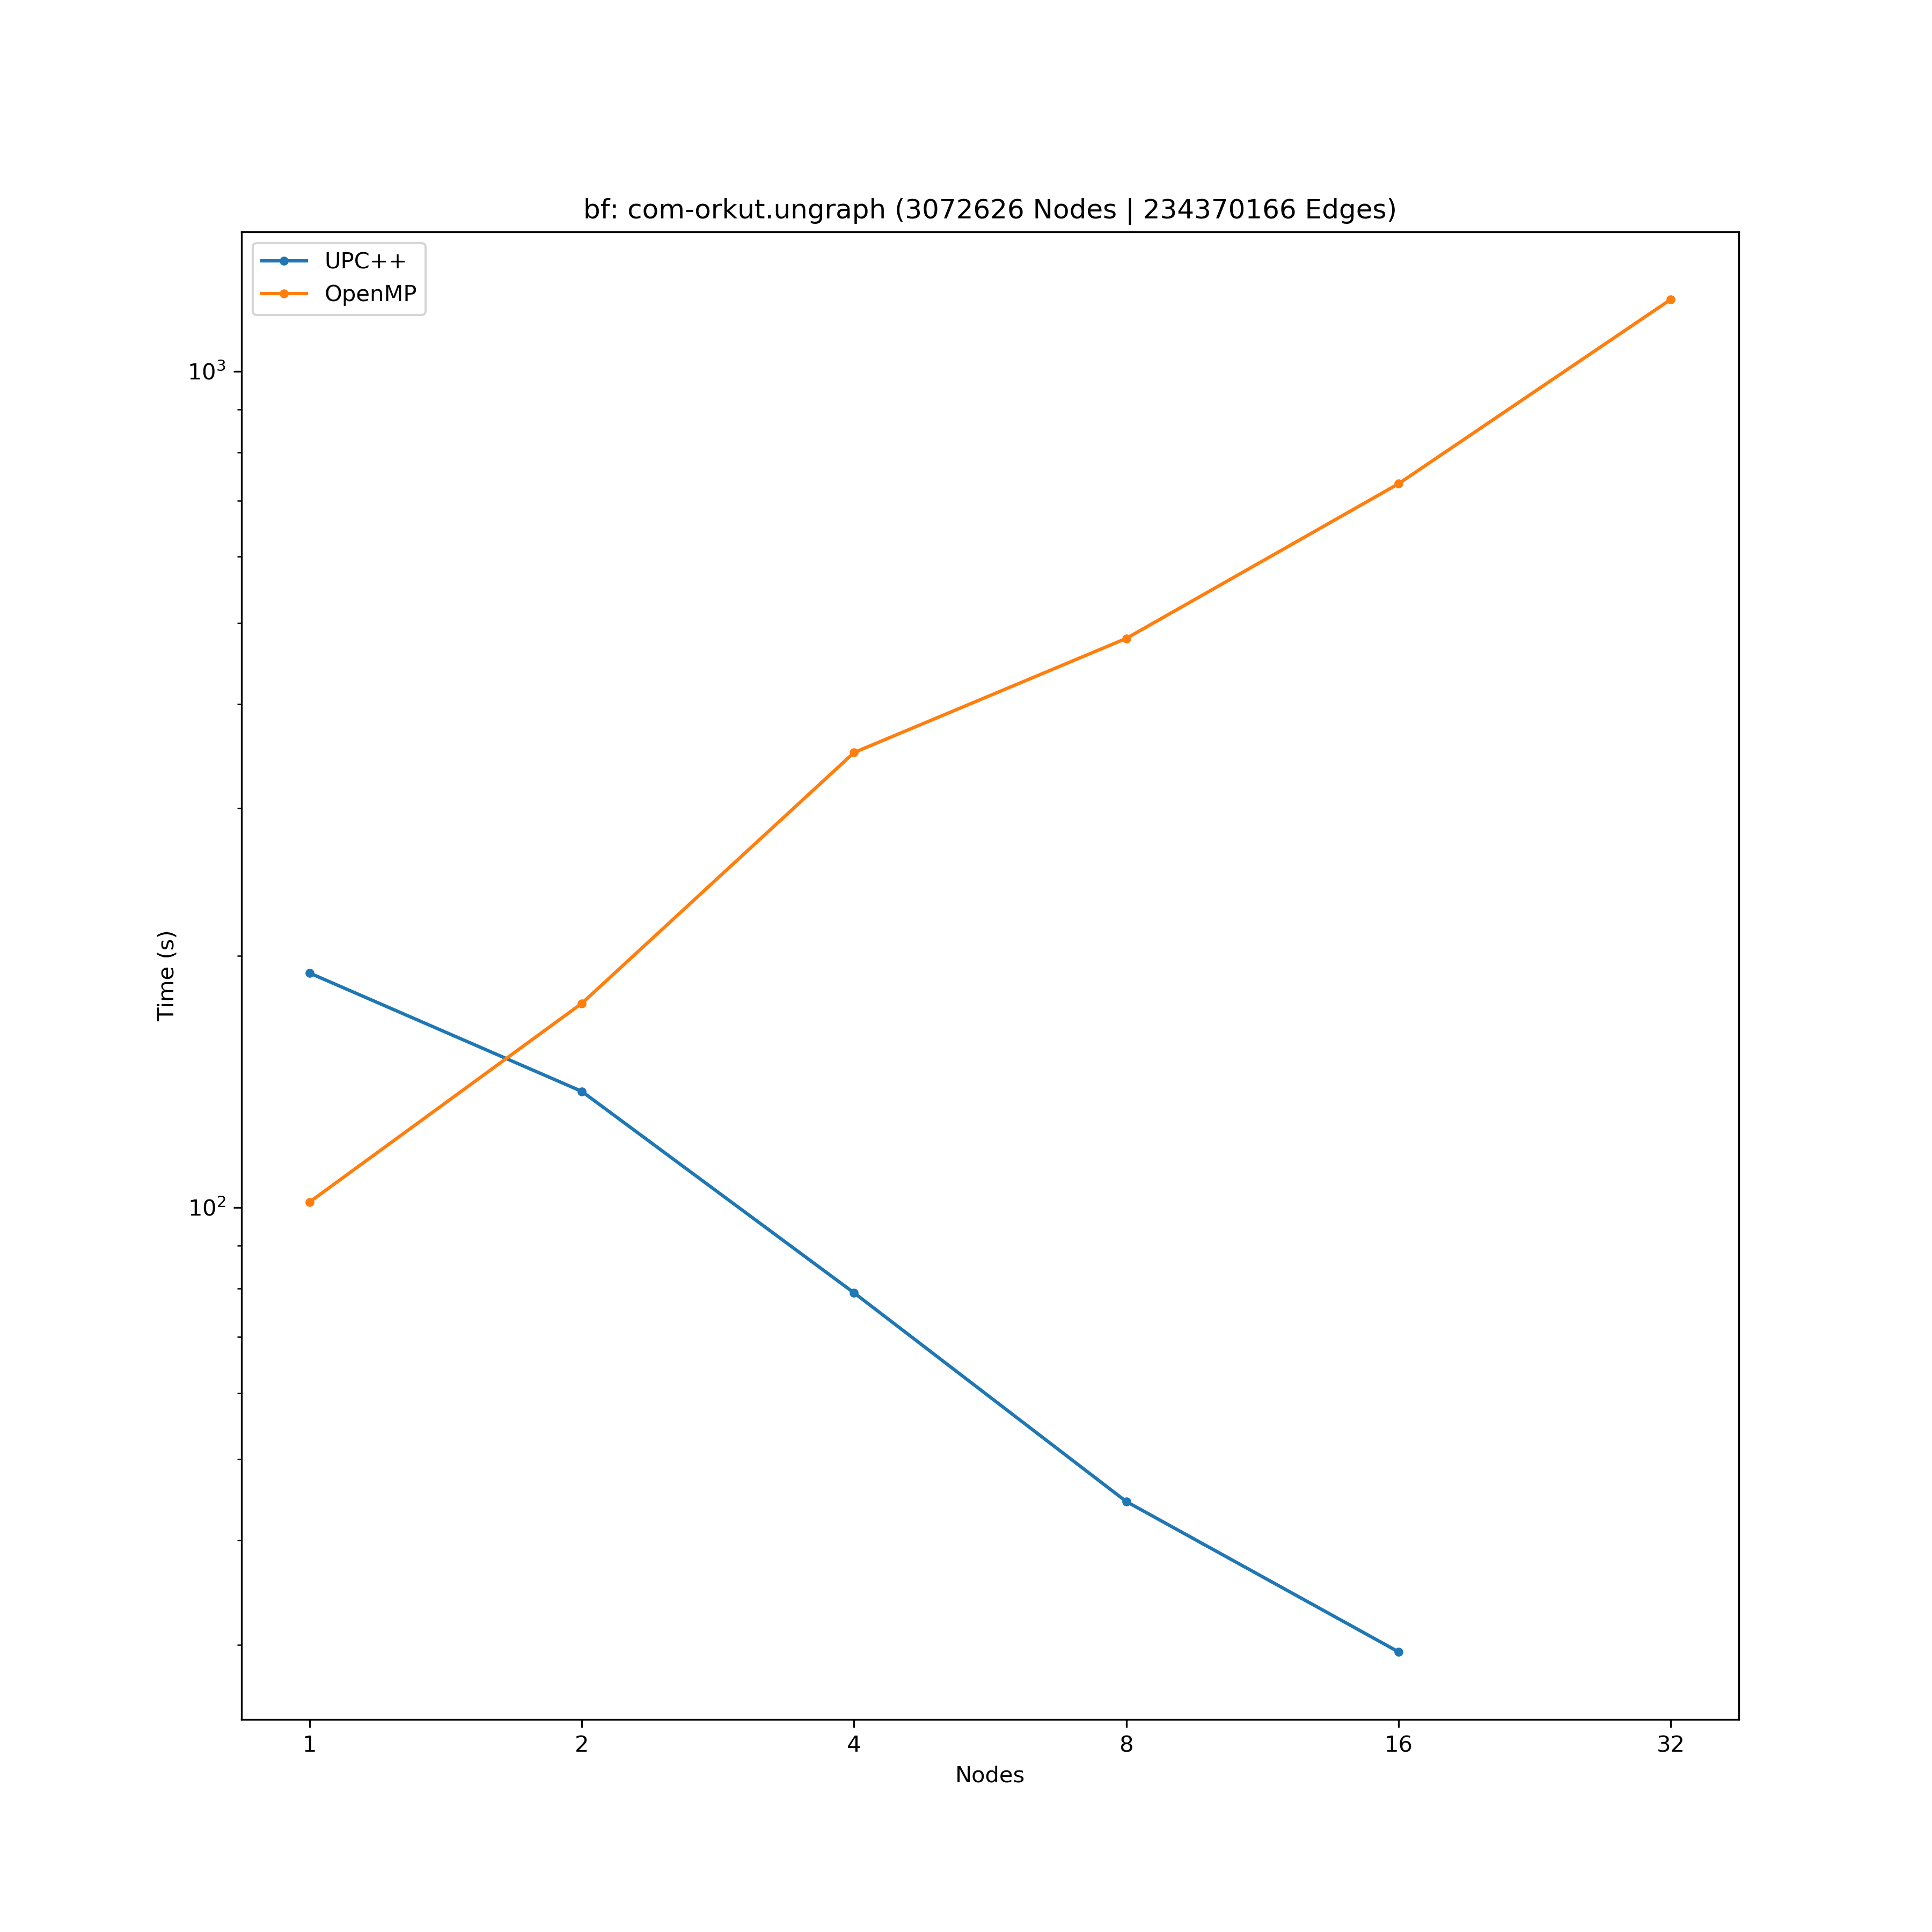 bf: com-orkut.ungraph (3072626 Nodes | 234370166 Edges)
UPC++
OpenMP
10³
10²
Time (s)
1 2 4 8 16 32
Nodes